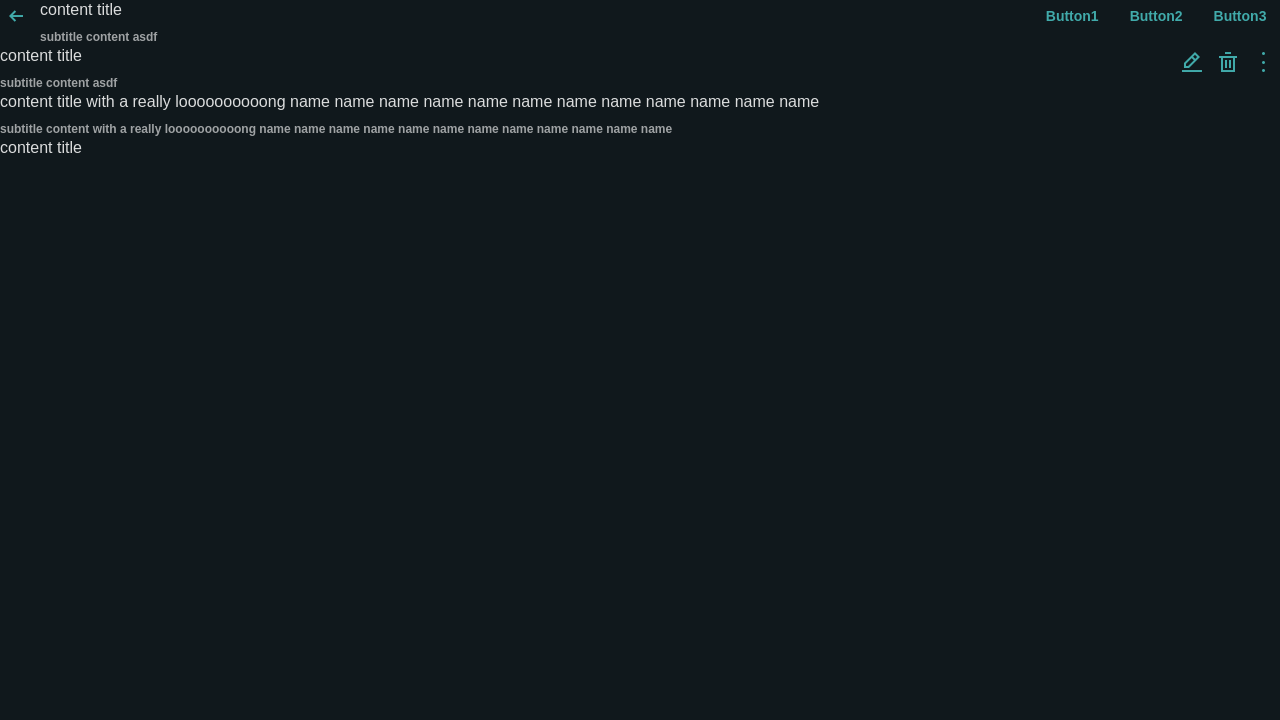 content title
Button1 Button2 Button3
subtitle content asdf
content title
subtitle content asdf
content title with a really loooooooooong name name name name name name name name name name name name
subtitle content with a really loooooooooong name name name name name name name name name name name name
content title